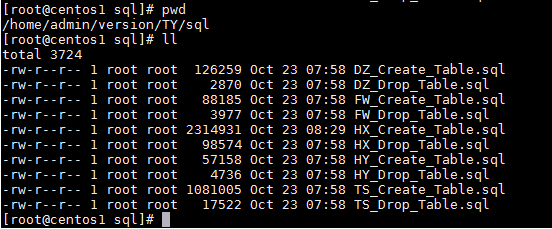 [root@centos1 sql]# pwd
/home/admin/version/TY/sql
[root@centos1 sql]# ll
total 3724
-rw-r--r-- 1 root root  126259 Oct 23 07:58 DZ_Create_Table.sql
-rw-r--r-- 1 root root    2870 Oct 23 07:58 DZ_Drop_Table.sql
-rw-r--r-- 1 root root   88185 Oct 23 07:58 FW_Create_Table.sql
-rw-r--r-- 1 root root    3977 Oct 23 07:58 FW_Drop_Table.sql
-rw-r--r-- 1 root root 2314931 Oct 23 08:29 HX_Create_Table.sql
-rw-r--r-- 1 root root   98574 Oct 23 07:58 HX_Drop_Table.sql
-rw-r--r-- 1 root root   57158 Oct 23 07:58 HY_Create_Table.sql
-rw-r--r-- 1 root root    4736 Oct 23 07:58 HY_Drop_Table.sql
-rw-r--r-- 1 root root 1081005 Oct 23 07:58 TS_Create_Table.sql
-rw-r--r-- 1 root root   17522 Oct 23 07:58 TS_Drop_Table.sql
[root@centos1 sql]#